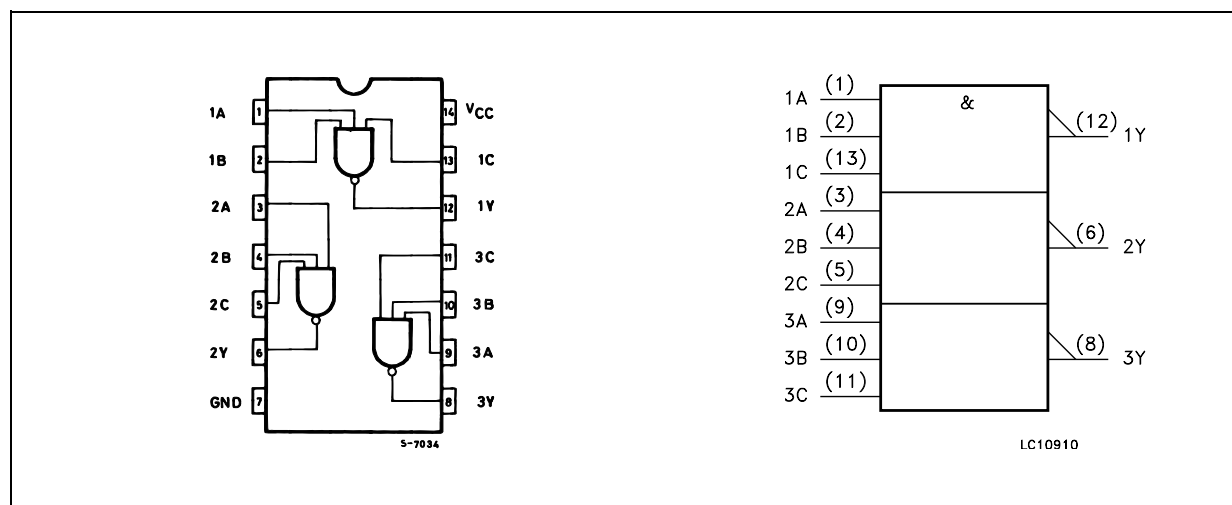 1A 1 14 VCC
1B 2 13 1C
2A 3 12 1Y
2B 4 11 3C
2C 5 10 3B
2Y 6 9 3A
GND 7 8 3Y
S-7034
&
1A (1)
1B (2)
1C (13)
2A (3)
2B (4)
2C (5)
3A (9)
3B (10)
3C (11)
(12) 1Y
(6) 2Y
(8) 3Y
LC10910